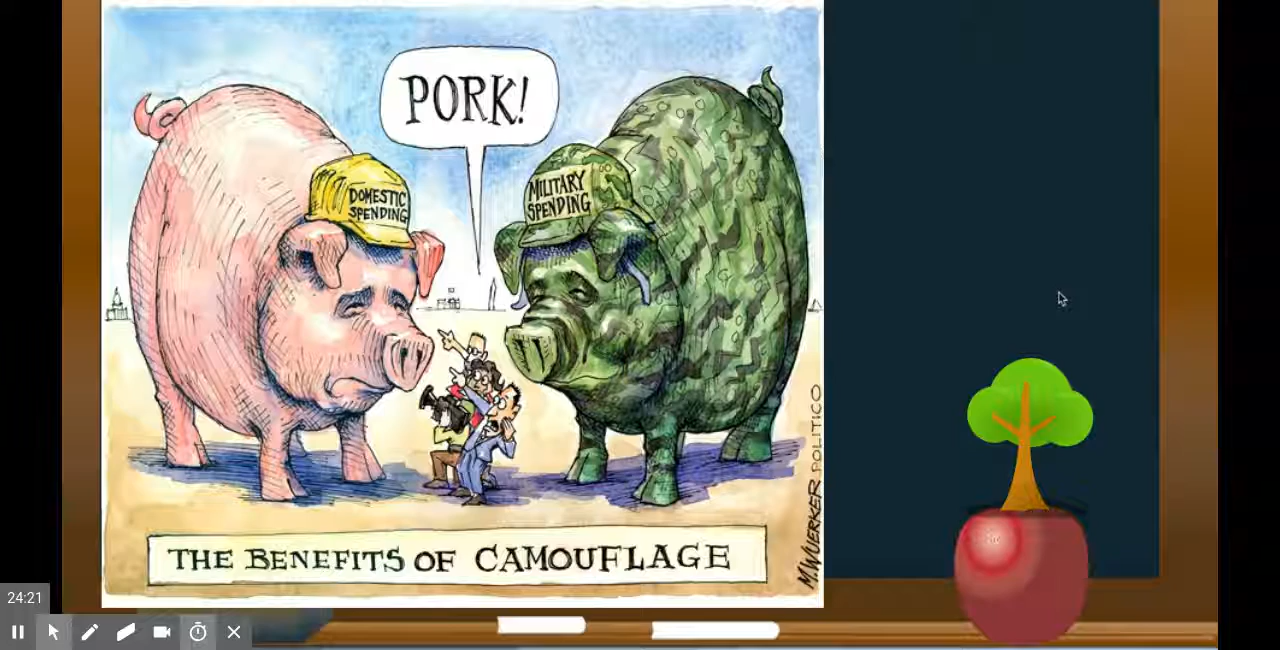 PORK!
DOMESTIC
SPENDING
MILITARY
SPENDING
THE BENEFITS OF CAMOUFLAGE
M.WUERKER POLITICO
24:21